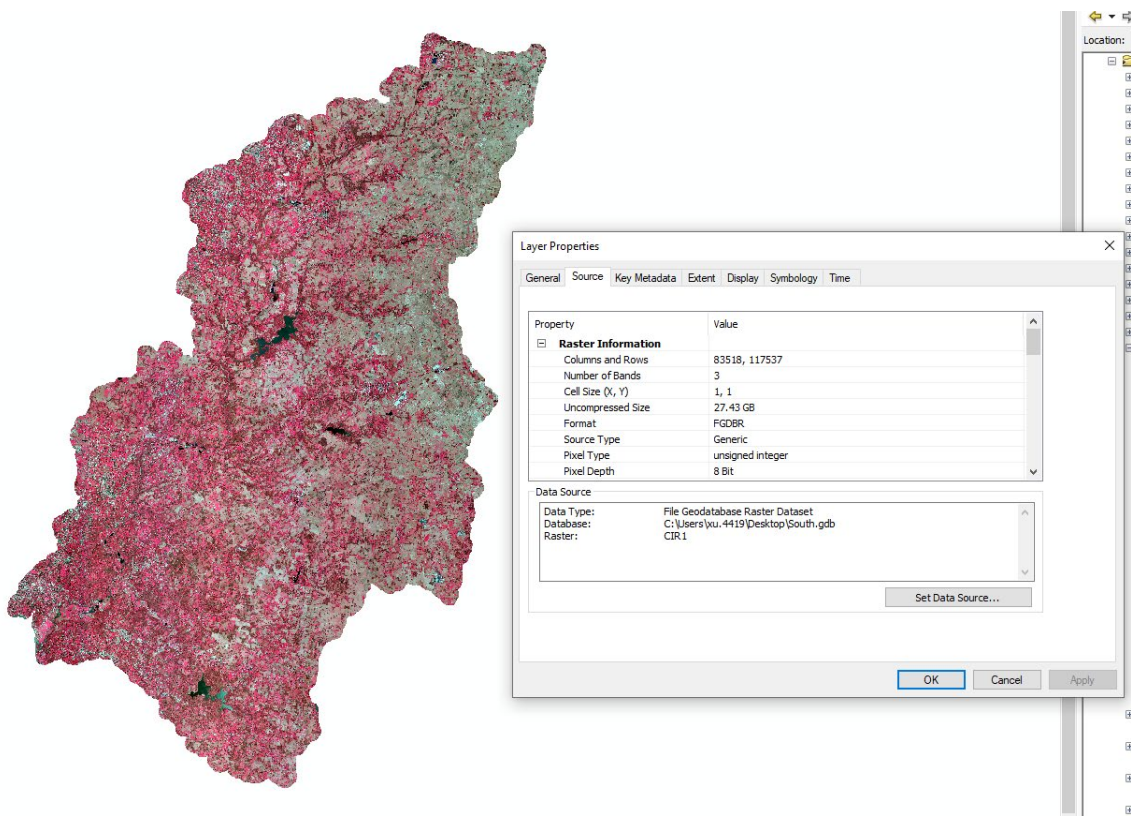 Location:
Layer Properties
General Source Key Metadata Extent Display Symbology Time
Property Value
Raster Information
Columns and Rows 83518, 117537
Number of Bands 3
Cell Size (X, Y) 1, 1
Uncompressed Size 27.43 GB
Format FGDBR
Source Type Generic
Pixel Type unsigned integer
Pixel Depth 8 Bit
Data Source
Data Type: File Geodatabase Raster Dataset
Database: C:\Users\xu.4419\Desktop\South.gdb
Raster: CIR1
Set Data Source...
OK Cancel Apply